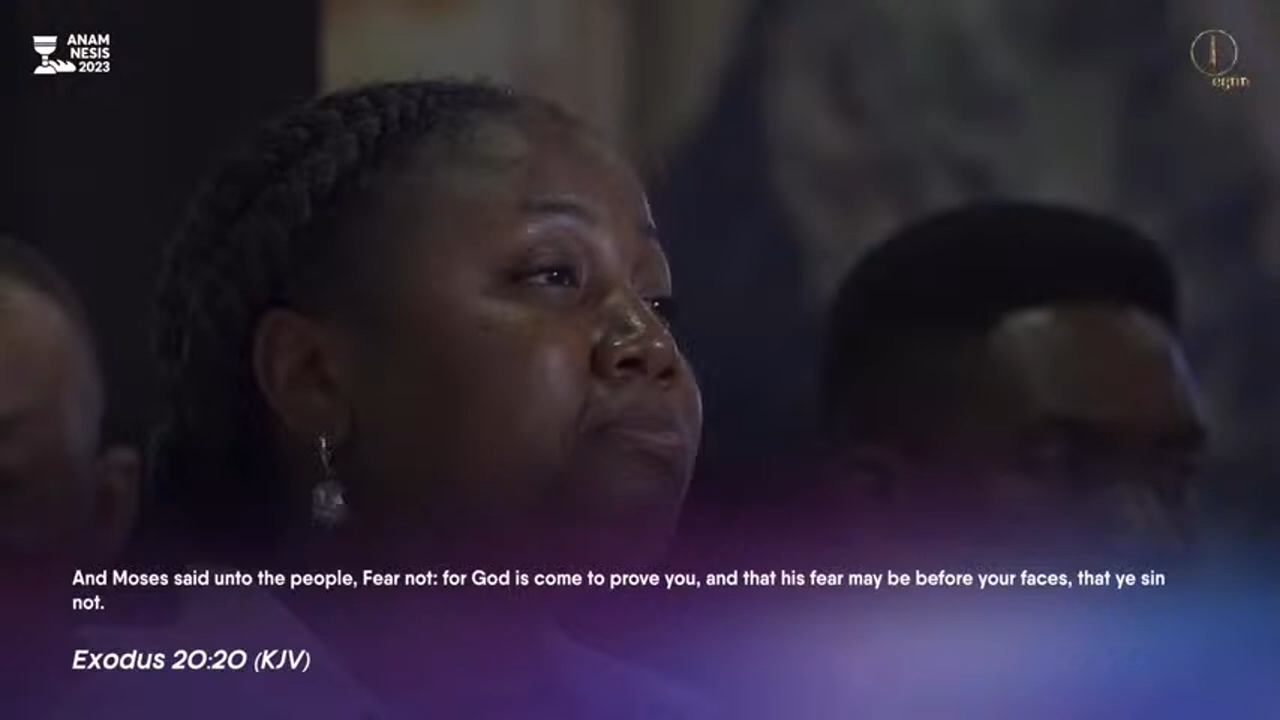 ANAM
NESIS
2023
egfm
And Moses said unto the people, Fear not: for God is come to prove you, and that his fear may be before your faces, that ye sin
not.
Exodus 20:20 (KJV)